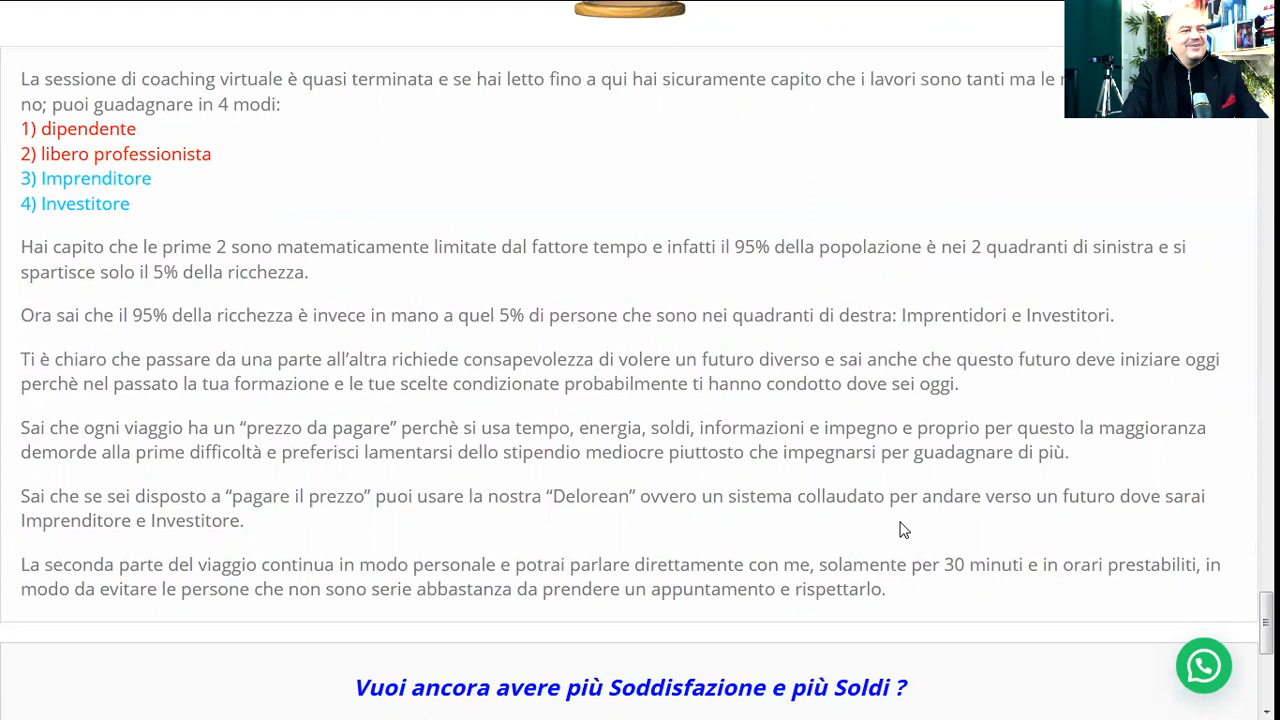 La sessione di coaching virtuale è quasi terminata e se hai letto fino a qui hai sicuramente capito che i lavori sono tanti ma le
no; puoi guadagnare in 4 modi:
1) dipendente
2) libero professionista
3) Imprenditore
4) Investitore
Hai capito che le prime 2 sono matematicamente limitate dal fattore tempo e infatti il 95% della popolazione è nei 2 quadranti di sinistra e si
spartisce solo il 5% della ricchezza.
Ora sai che il 95% della ricchezza è invece in mano a quel 5% di persone che sono nei quadranti di destra: Imprentidori e Investitori.
Ti è chiaro che passare da una parte all’altra richiede consapevolezza di volere un futuro diverso e sai anche che questo futuro deve iniziare oggi
perchè nel passato la tua formazione e le tue scelte condizionate probabilmente ti hanno condotto dove sei oggi.
Sai che ogni viaggio ha un “prezzo da pagare” perchè si usa tempo, energia, soldi, informazioni e impegno e proprio per questo la maggioranza
demorde alla prime difficoltà e preferisci lamentarsi dello stipendio mediocre piuttosto che impegnarsi per guadagnare di più.
Sai che se sei disposto a “pagare il prezzo” puoi usare la nostra “Delorean” ovvero un sistema collaudato per andare verso un futuro dove sarai
Imprenditore e Investitore.
La seconda parte del viaggio continua in modo personale e potrai parlare direttamente con me, solamente per 30 minuti e in orari prestabiliti, in
modo da evitare le persone che non sono serie abbastanza da prendere un appuntamento e rispettarlo.
Vuoi ancora avere più Soddisfazione e più Soldi ?